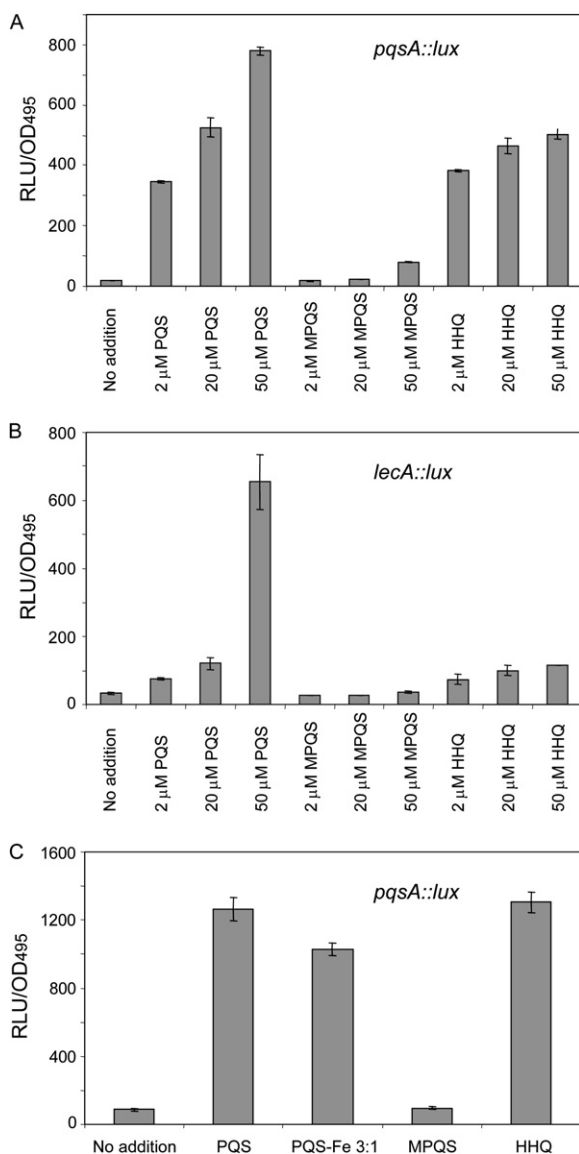 A
800
pqsA::lux
600
RLU/OD495
400
200
0
No addition
2 µM PQS
20 µM PQS
50 µM PQS
2 µM MPQS
20 µM MPQS
50 µM MPQS
2 µM HHQ
20 µM HHQ
50 µM HHQ
B
800
lecA::lux
600
RLU/OD495
400
200
0
No addition
2 µM PQS
20 µM PQS
50 µM PQS
2 µM MPQS
20 µM MPQS
50 µM MPQS
2 µM HHQ
20 µM HHQ
50 µM HHQ
C
1600
pqsA::lux
1200
RLU/OD495
800
400
0
No addition PQS PQS-Fe 3:1 MPQS HHQ